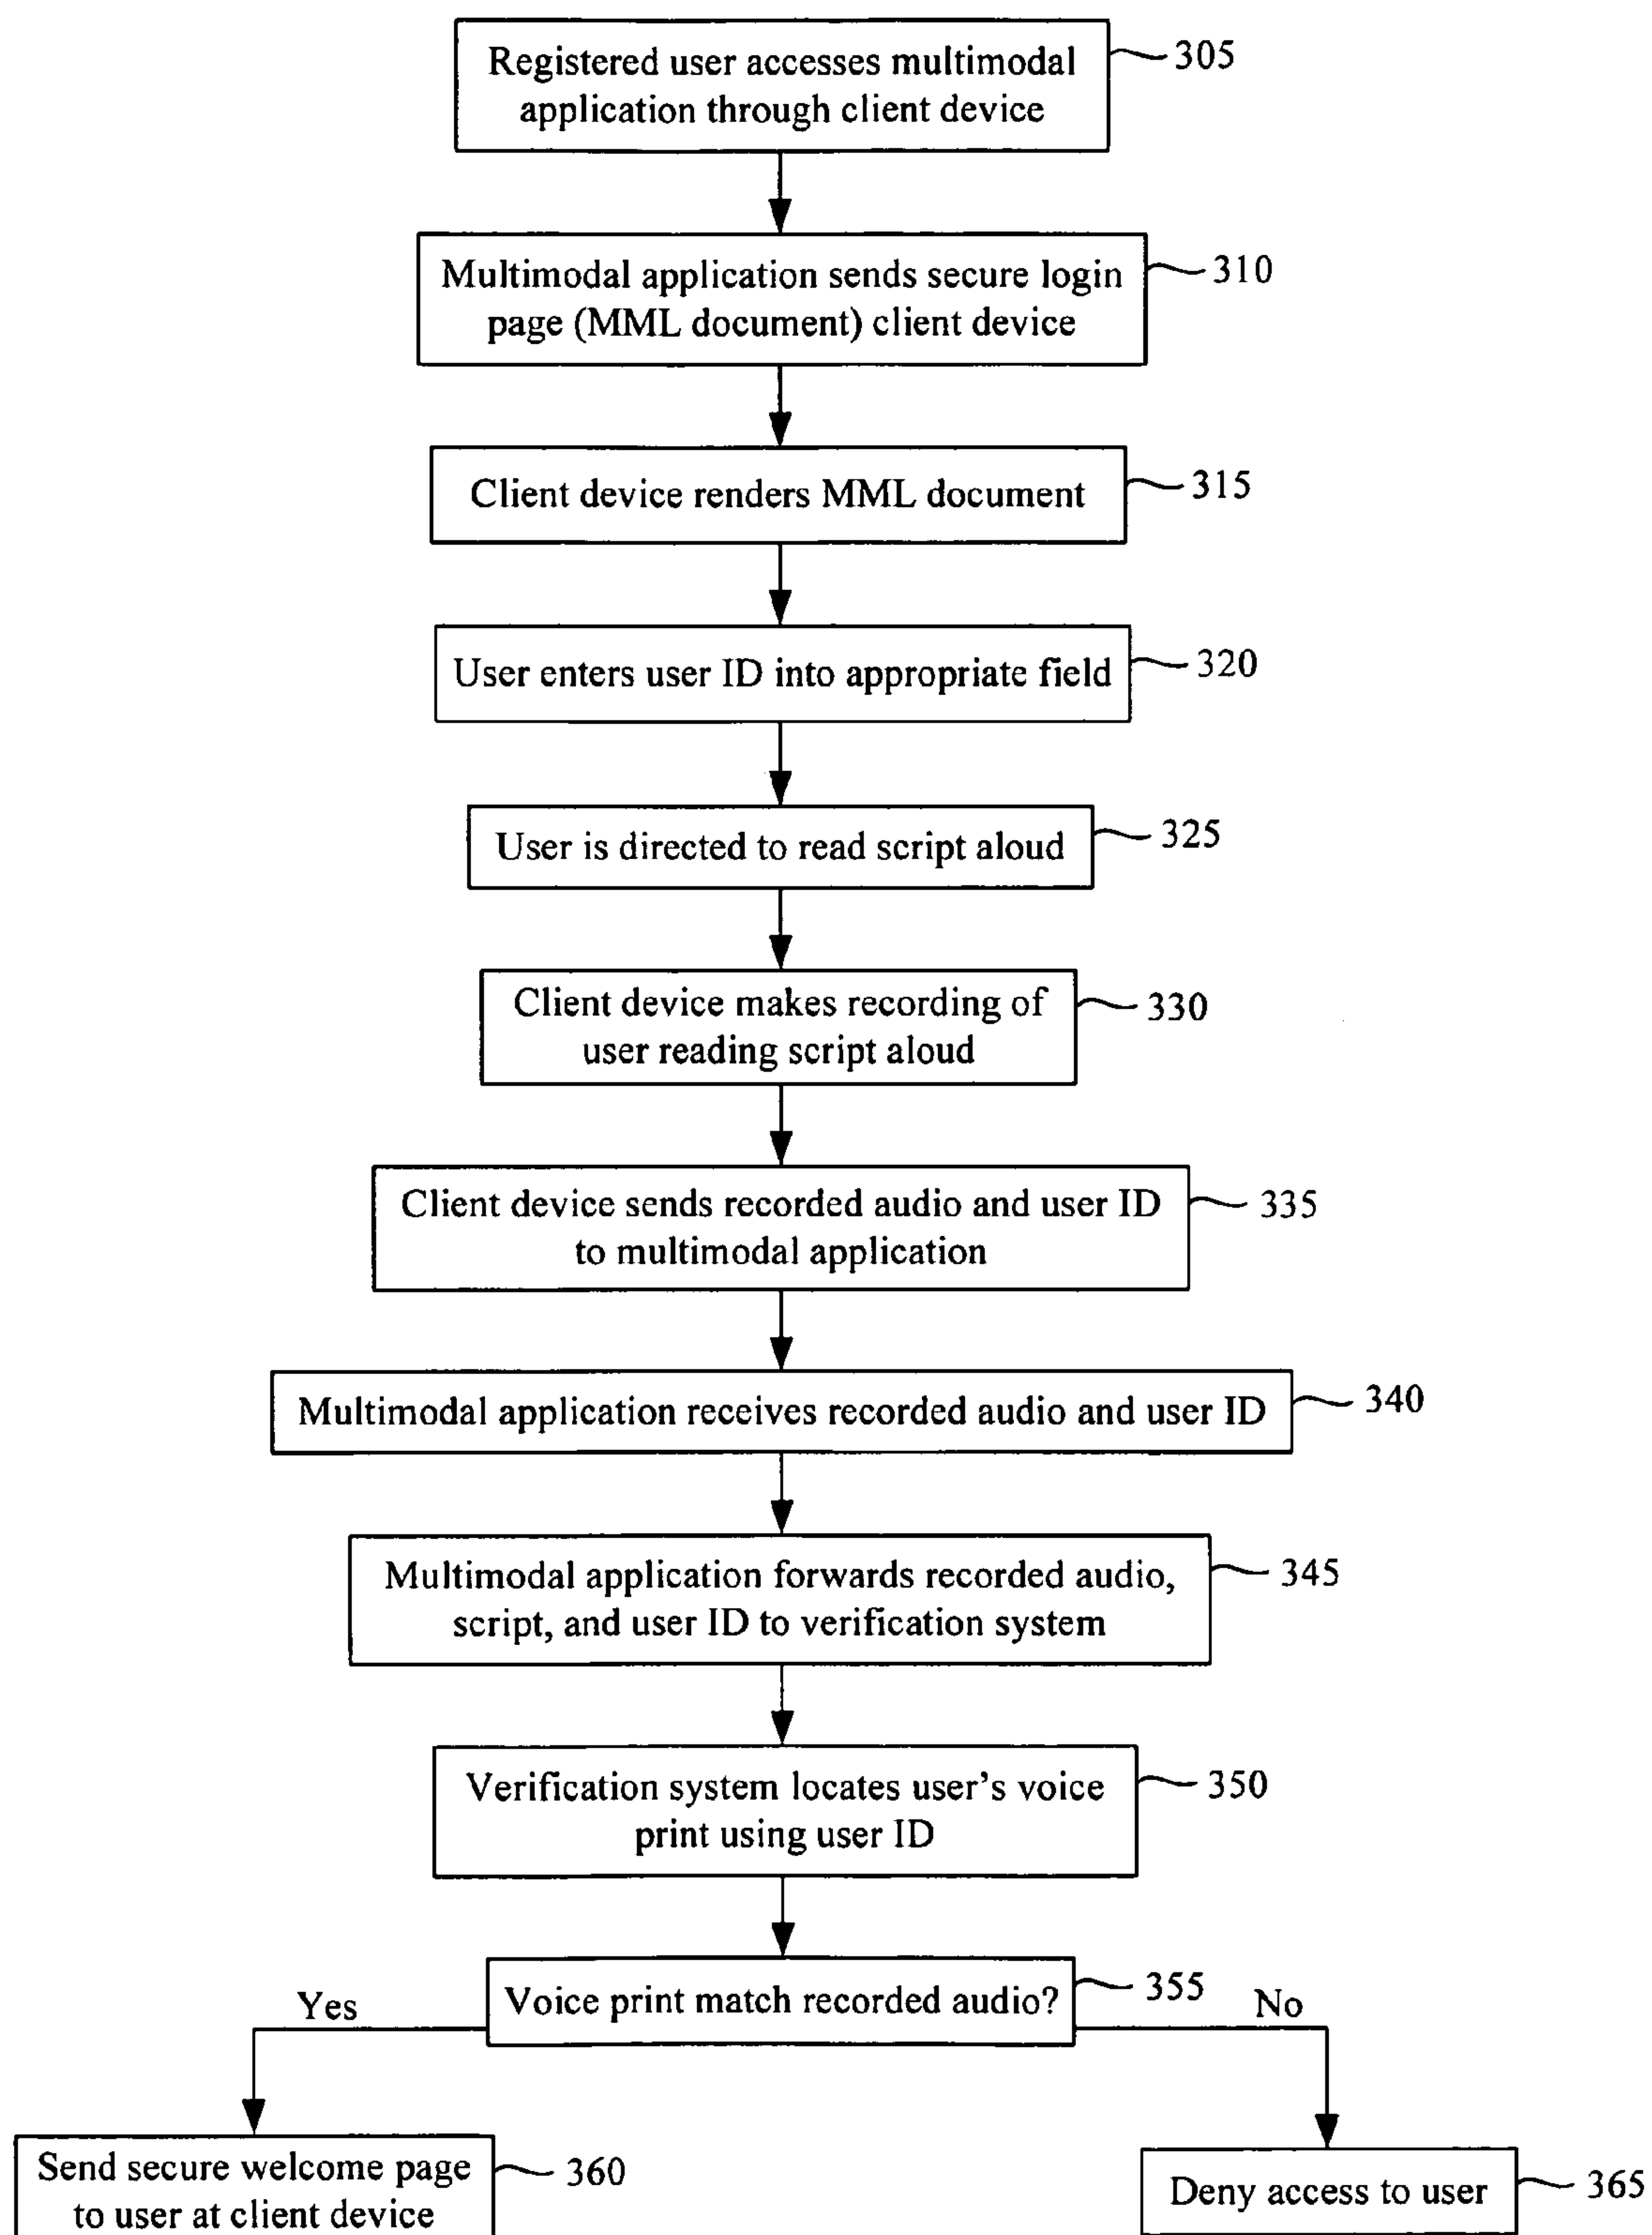 Registered user accesses multimodal
application through client device
305
Multimodal application sends secure login
page (MML document) client device
310
Client device renders MML document
315
User enters user ID into appropriate field
320
User is directed to read script aloud
325
Client device makes recording of
user reading script aloud
330
Client device sends recorded audio and user ID
to multimodal application
335
Multimodal application receives recorded audio and user ID
340
Multimodal application forwards recorded audio,
script, and user ID to verification system
345
Verification system locates user's voice
print using user ID
350
Voice print match recorded audio?
355
Yes
No
Send secure welcome page
to user at client device
360
Deny access to user
365